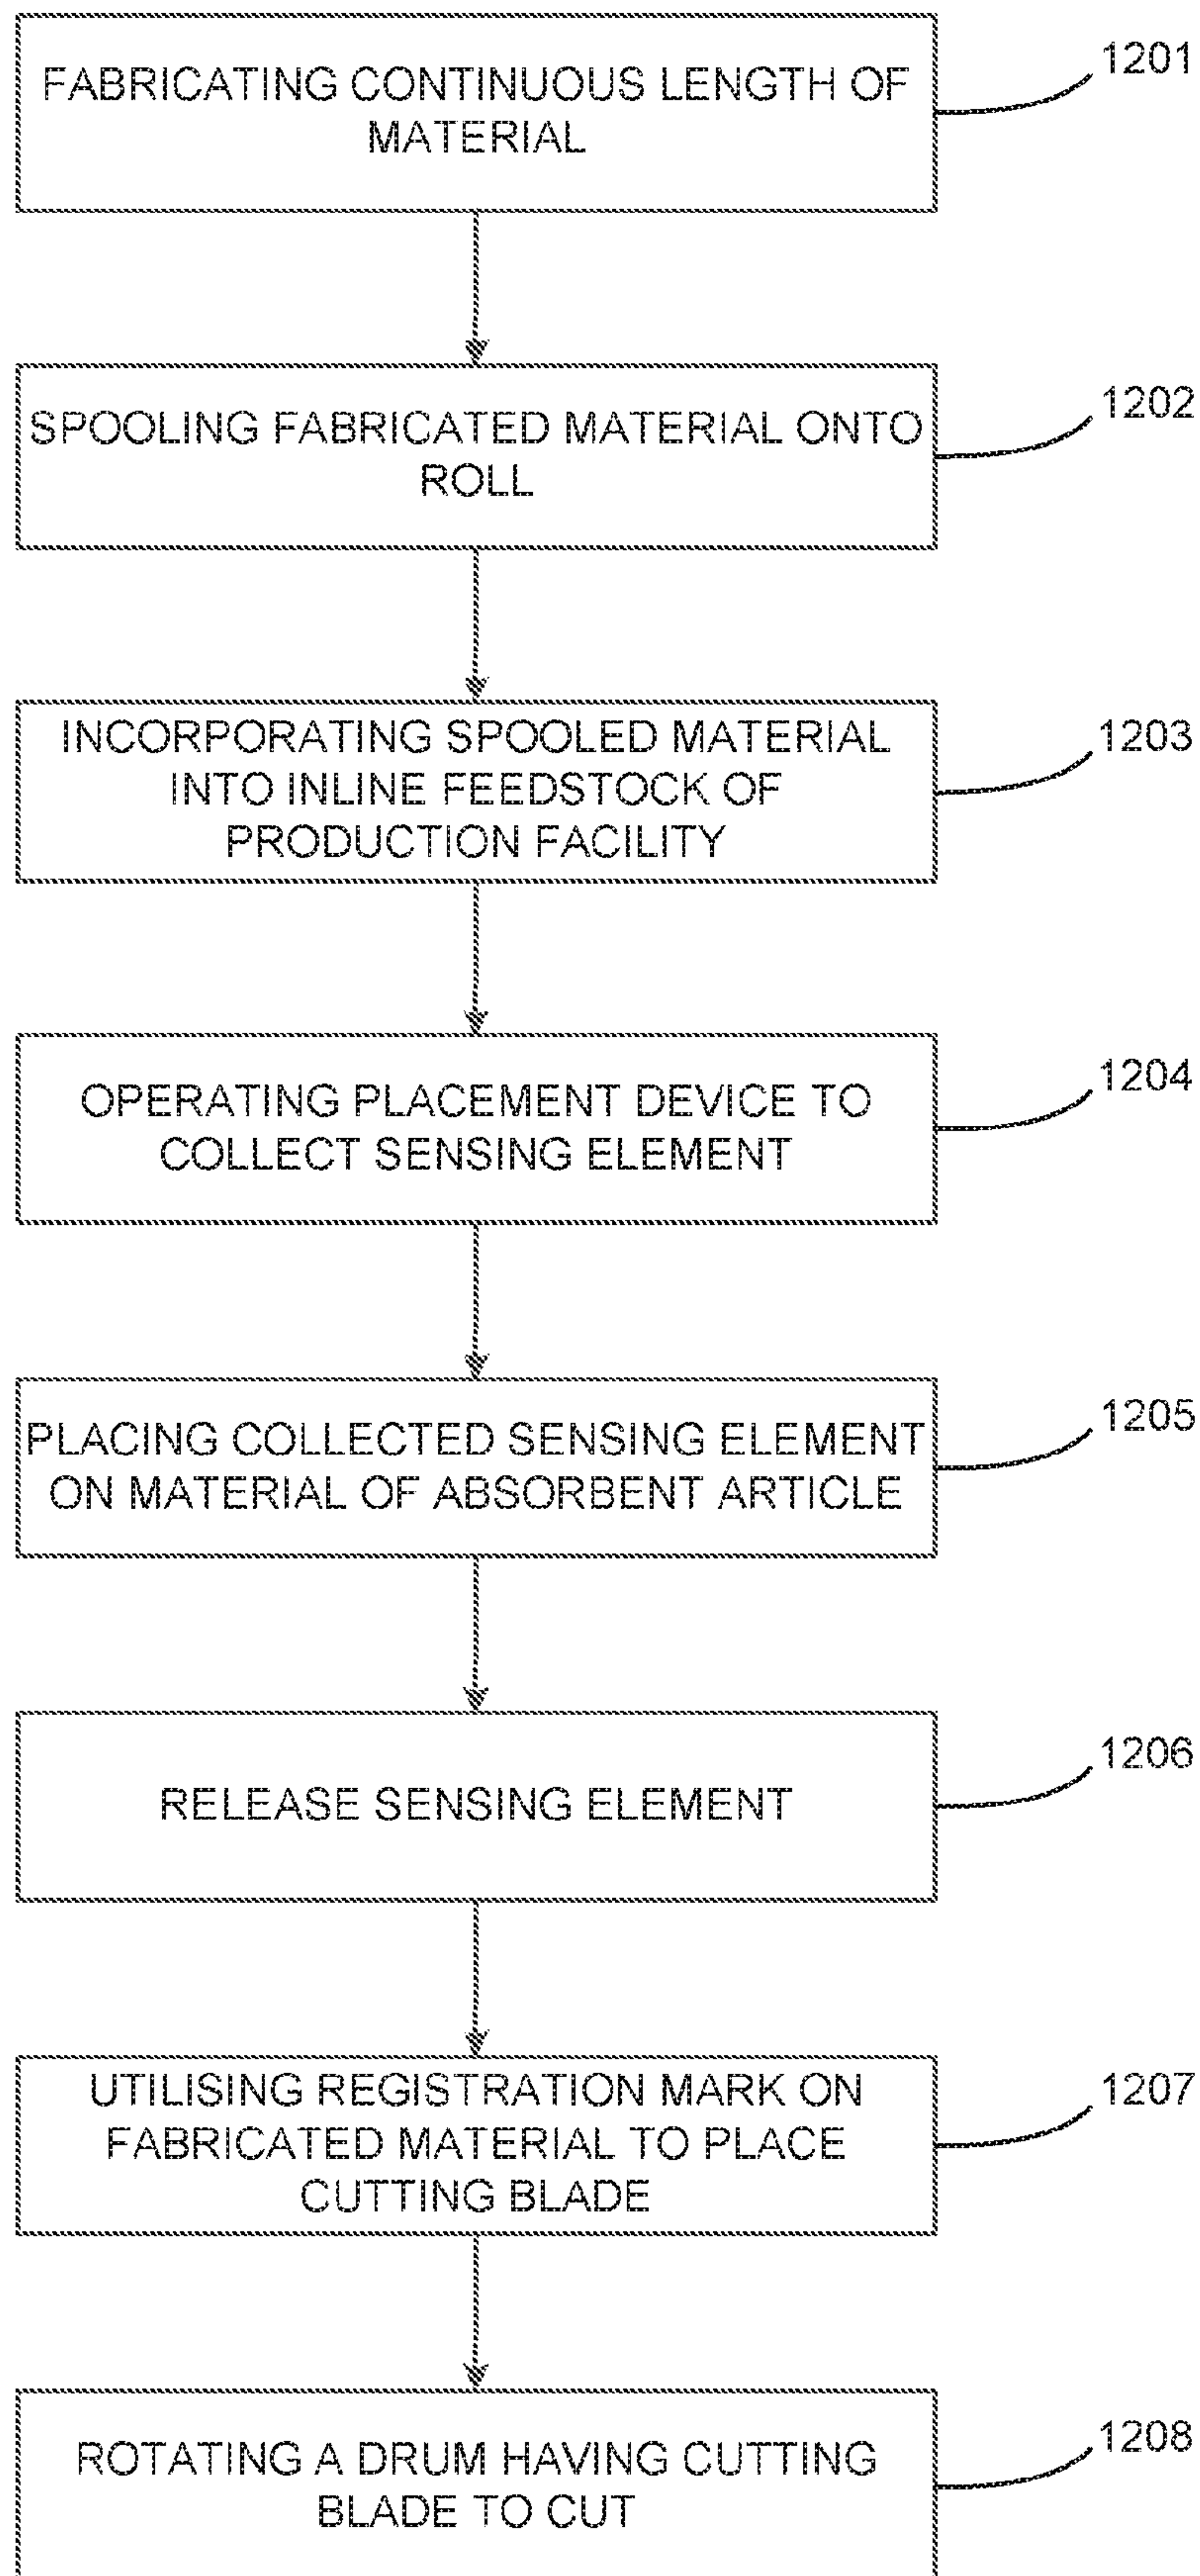 FABRICATING CONTINUOUS LENGTH OF
MATERIAL
1201
SPOOLING FABRICATED MATERIAL ONTO
ROLL
1202
INCORPORATING SPOOLED MATERIAL
INTO INLINE FEEDSTOCK OF
PRODUCTION FACILITY
1203
OPERATING PLACEMENT DEVICE TO
COLLECT SENSING ELEMENT
1204
PLACING COLLECTED SENSING ELEMENT
ON MATERIAL OF ABSORBENT ARTICLE
1205
RELEASE SENSING ELEMENT
1206
UTILISING REGISTRATION MARK ON
FABRICATED MATERIAL TO PLACE
CUTTING BLADE
1207
ROTATING A DRUM HAVING CUTTING
BLADE TO CUT
1208